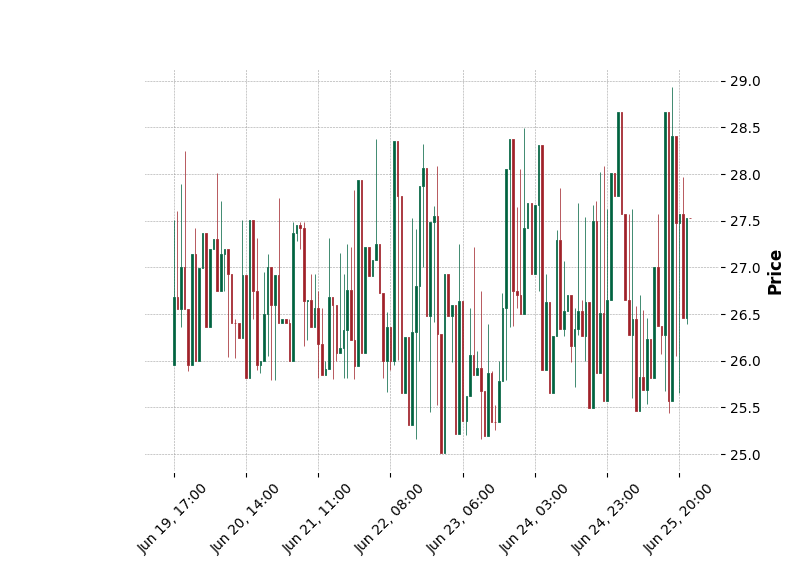 29.0
28.5
28.0
27.5
27.0
26.5
26.0
25.5
25.0
Price
Jun 19, 17:00
Jun 20, 14:00
Jun 21, 11:00
Jun 22, 08:00
Jun 23, 06:00
Jun 24, 03:00
Jun 24, 23:00
Jun 25, 20:00